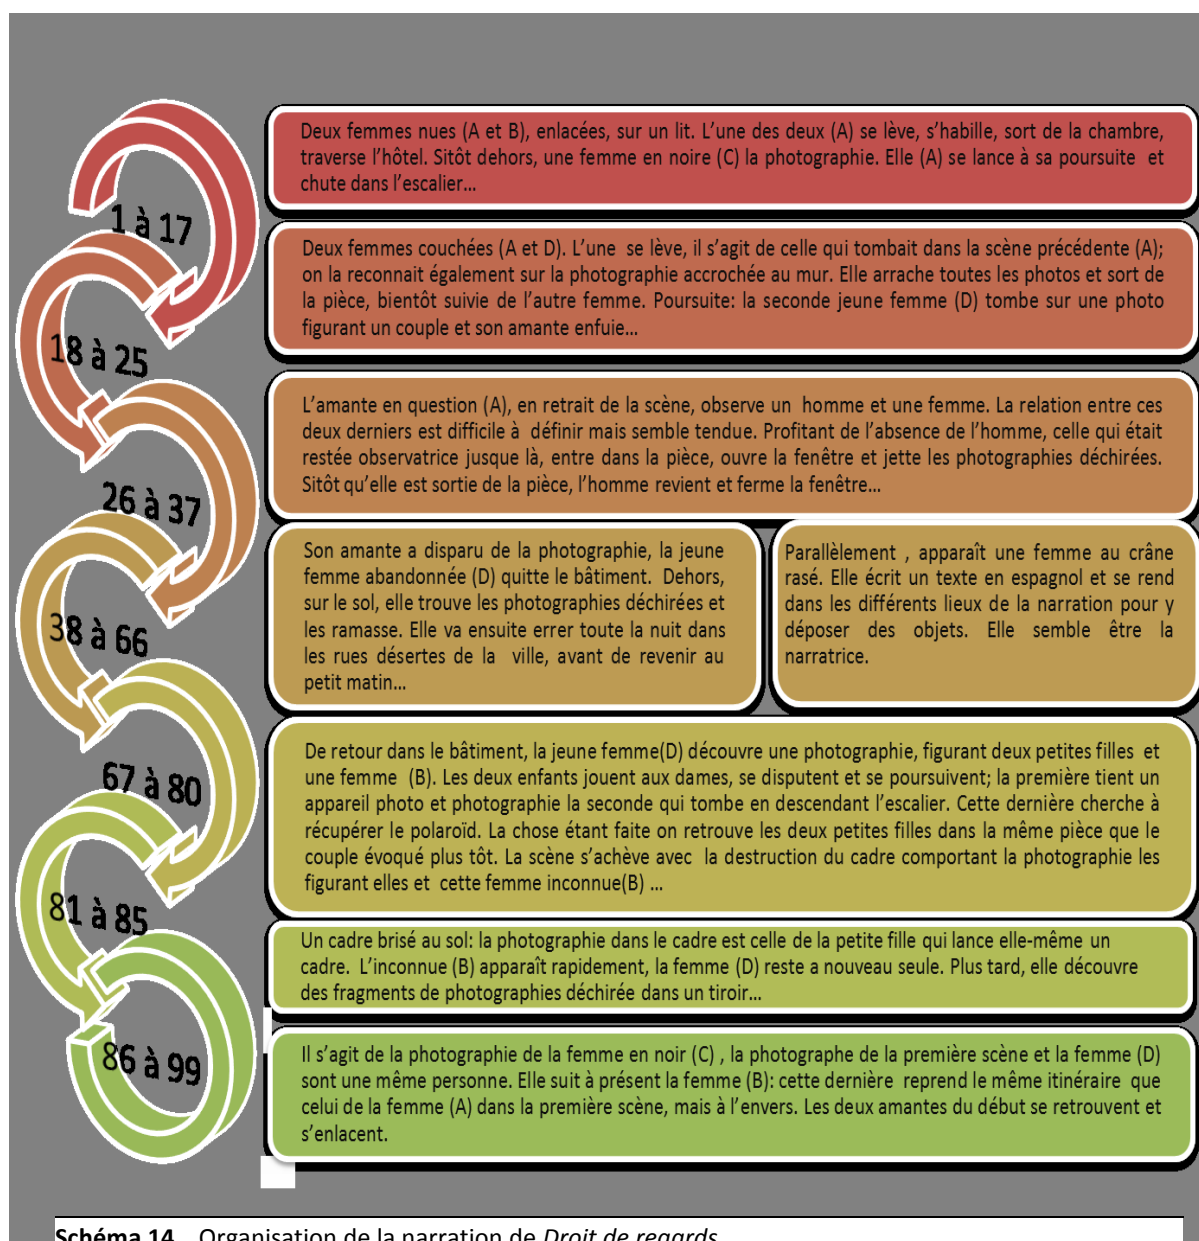 1 à 17
Deux femmes nues (A et B), enlacées, sur un lit. L’une des deux (A) se lève, s’habille, sort de la chambre,
traverse l’hôtel. Sitôt dehors, une femme en noire (C) la photographie. Elle (A) se lance à sa poursuite et
chute dans l’escalier…
18 à 25
Deux femmes couchées (A et D). L’une se lève, il s’agit de celle qui tombait dans la scène précédente (A);
on la reconnait également sur la photographie accrochée au mur. Elle arrache toutes les photos et sort de
la pièce, bientôt suivie de l’autre femme. Poursuite: la seconde jeune femme (D) tombe sur une photo
figurant un couple et son amante enfuie…
26 à 37
L’amante en question (A), en retrait de la scène, observe un homme et une femme. La relation entre ces
deux derniers est difficile à définir mais semble tendue. Profitant de l’absence de l’homme, celle qui était
restée observatrice jusque là, entre dans la pièce, ouvre la fenêtre et jette les photographies déchirées.
Sitôt qu’elle est sortie de la pièce, l’homme revient et ferme la fenêtre…
38 à 66
Son amante a disparu de la photographie, la jeune
femme abandonnée (D) quitte le bâtiment. Dehors,
sur le sol, elle trouve les photographies déchirées et
les ramasse. Elle va ensuite errer toute la nuit dans
les rues désertes de la ville, avant de revenir au
petit matin…
Parallèlement , apparaît une femme au crâne
rasé. Elle écrit un texte en espagnol et se rend
dans les différents lieux de la narration pour y
déposer des objets. Elle semble être la
narratrice.
67 à 80
De retour dans le bâtiment, la jeune femme(D) découvre une photographie, figurant deux petites filles et
une femme (B). Les deux enfants jouent aux dames, se disputent et se poursuivent; la première tient un
appareil photo et photographie la seconde qui tombe en descendant l’escalier. Cette dernière cherche à
récupérer le polaroïd. La chose étant faite on retrouve les deux petites filles dans la même pièce que le
couple évoqué plus tôt. La scène s’achève avec la destruction du cadre comportant la photographie les
figurant elles et cette femme inconnue(B) …
81 à 85
Un cadre brisé au sol: la photographie dans le cadre est celle de la petite fille qui lance elle-même un
cadre. L’inconnue (B) apparaît rapidement, la femme (D) reste a nouveau seule. Plus tard, elle découvre
des fragments de photographies déchirée dans un tiroir…
86 à 99
Il s’agit de la photographie de la femme en noir (C) , la photographe de la première scène et la femme (D)
sont une même personne. Elle suit à présent la femme (B): cette dernière reprend le même itinéraire que
celui de la femme (A) dans la première scène, mais à l’envers. Les deux amantes du début se retrouvent et
s’enlacent.
Schéma 14 Organisation de la narration de Droit de regards